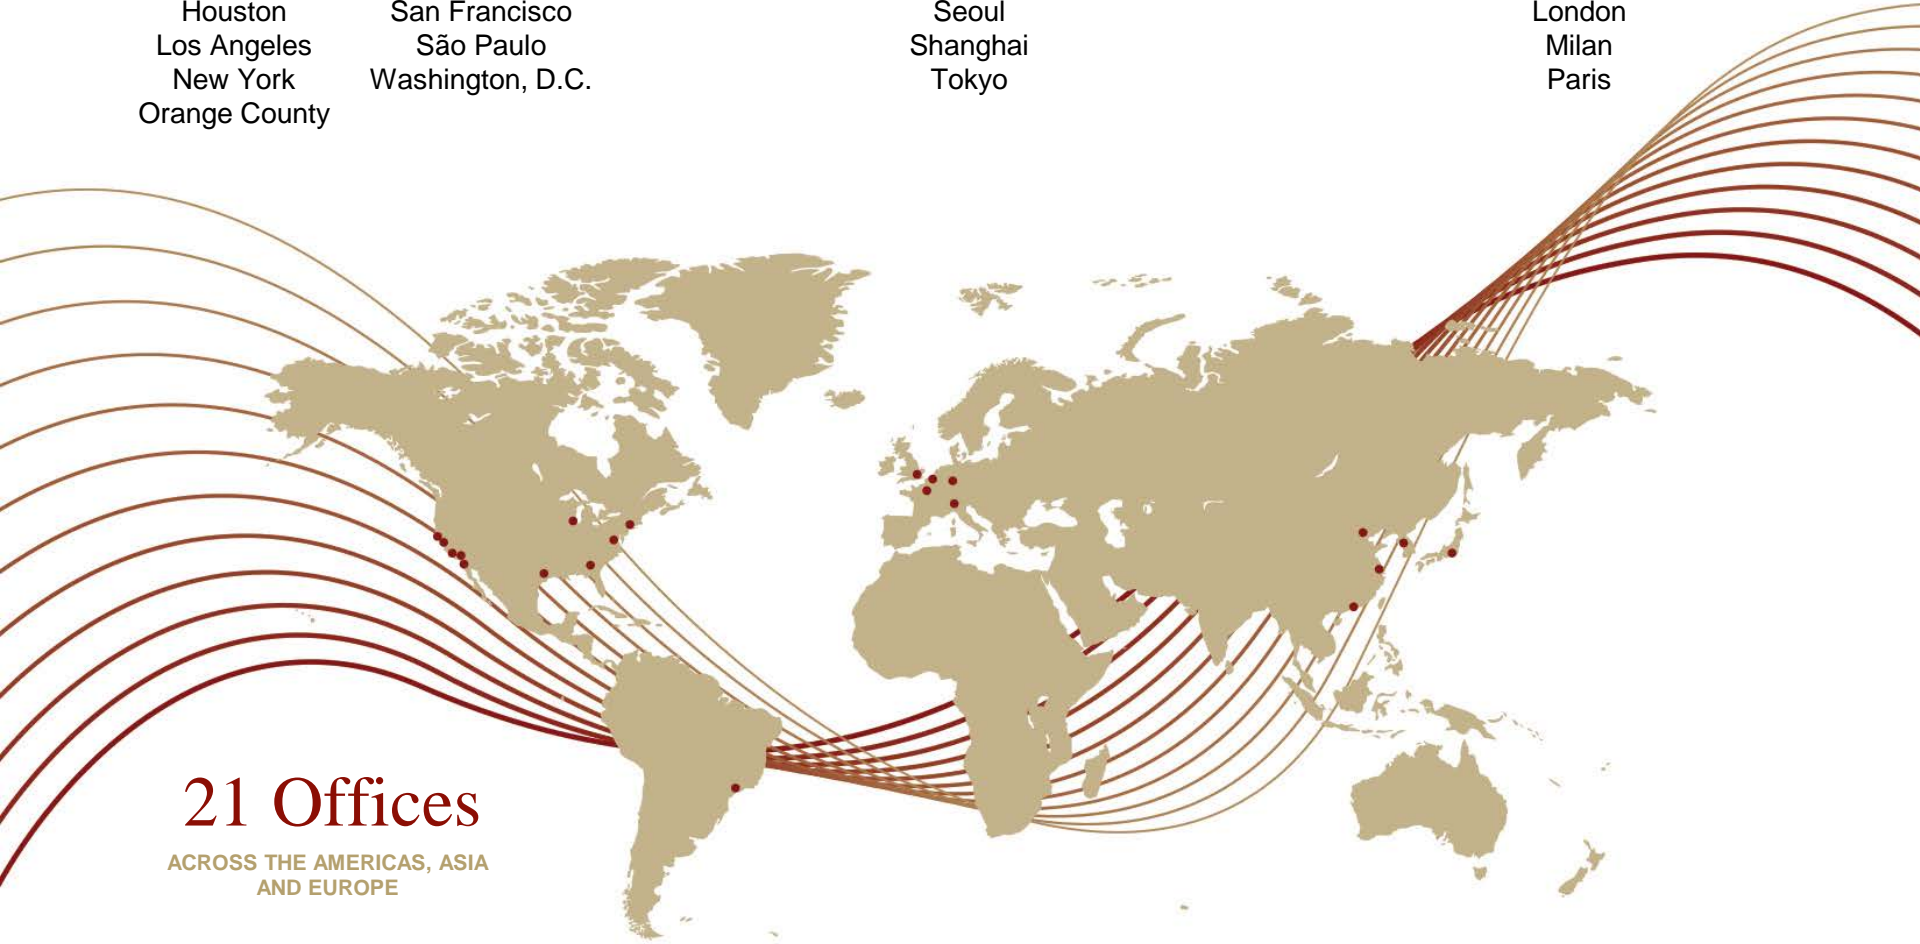 Houston
Los Angeles
New York
Orange County
San Francisco
São Paulo
Washington, D.C.
Seoul
Shanghai
Tokyo
London
Milan
Paris
21 Offices
ACROSS THE AMERICAS, ASIA
AND EUROPE